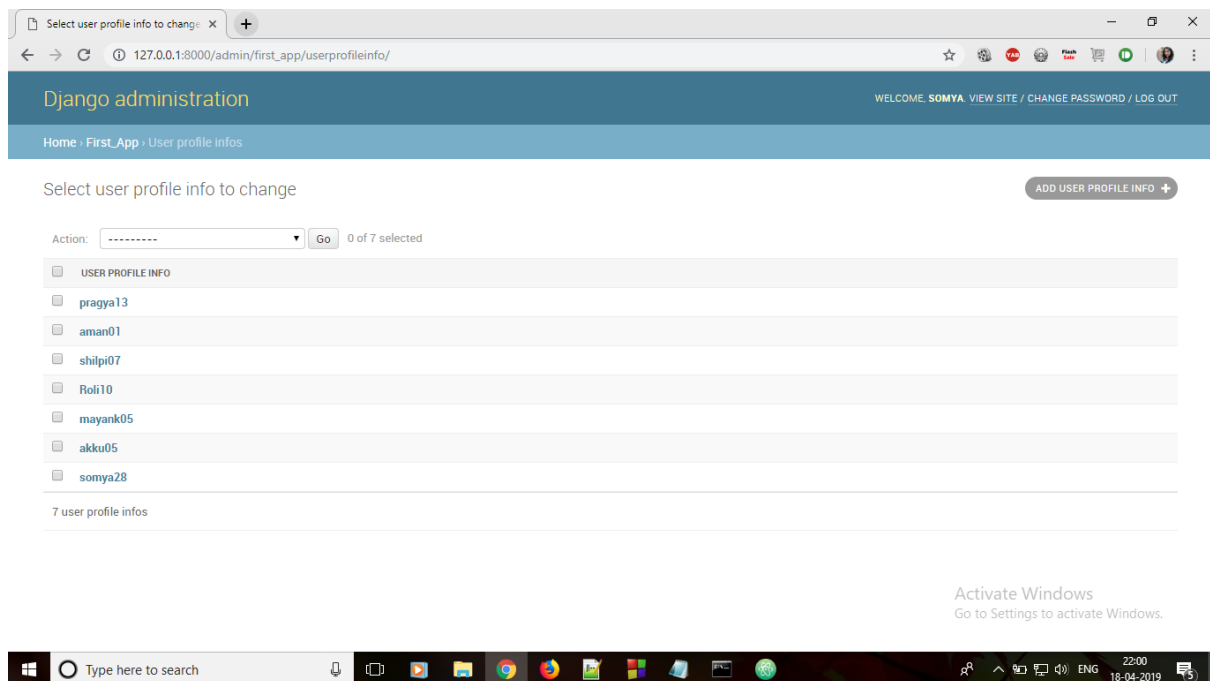 Select user profile info to change
127.0.0.1:8000/admin/first_app/userprofileinfo/
YAB
Flash Sale
Django administration
WELCOME, SOMYA. VIEW SITE / CHANGE PASSWORD / LOG OUT
Home › First_App › User profile infos
Select user profile info to change
ADD USER PROFILE INFO +
Action: --------- Go 0 of 7 selected
USER PROFILE INFO
pragya13
aman01
shilpi07
Roli10
mayank05
akku05
somya28
7 user profile infos
Activate Windows
Go to Settings to activate Windows.
Type here to search
ENG
22:00
18-04-2019
5